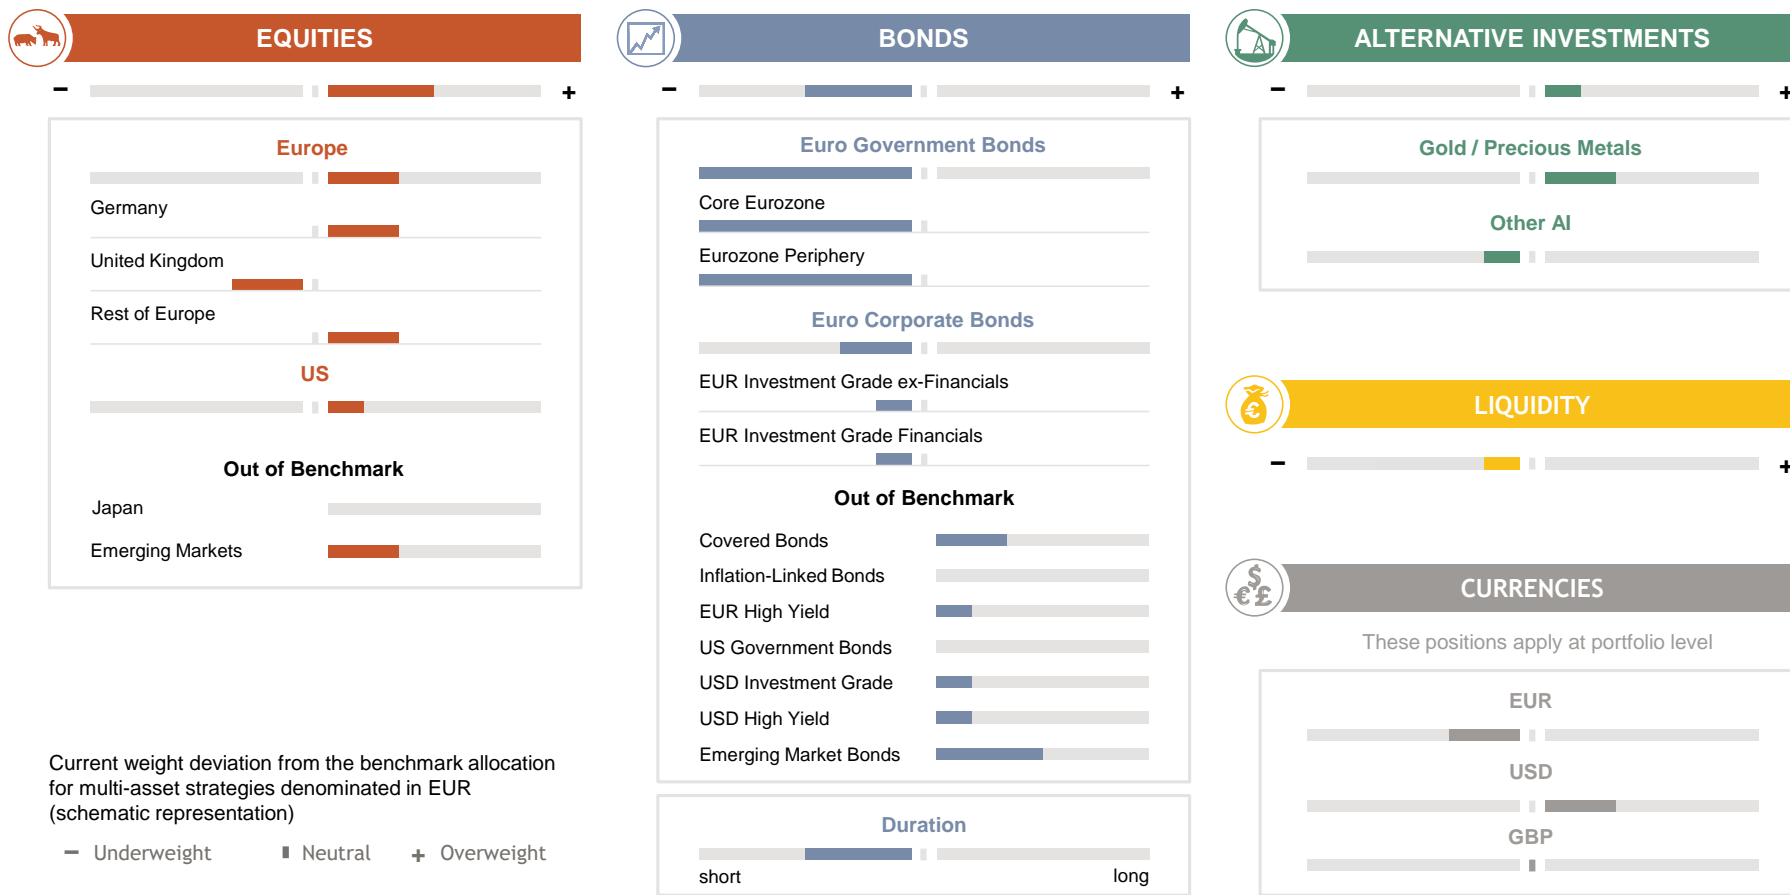 EQUITIES
− +
Europe
Germany
United Kingdom
Rest of Europe
US
Out of Benchmark
Japan
Emerging Markets
Current weight deviation from the benchmark allocation
for multi-asset strategies denominated in EUR
(schematic representation)
− Underweight Neutral + Overweight
BONDS
− +
Euro Government Bonds
Core Eurozone
Eurozone Periphery
Euro Corporate Bonds
EUR Investment Grade ex-Financials
EUR Investment Grade Financials
Out of Benchmark
Covered Bonds
Inflation-Linked Bonds
EUR High Yield
US Government Bonds
USD Investment Grade
USD High Yield
Emerging Market Bonds
Duration
short long
ALTERNATIVE INVESTMENTS
− +
Gold / Precious Metals
Other AI
€
LIQUIDITY
− +
$
€£
CURRENCIES
These positions apply at portfolio level
EUR
USD
GBP